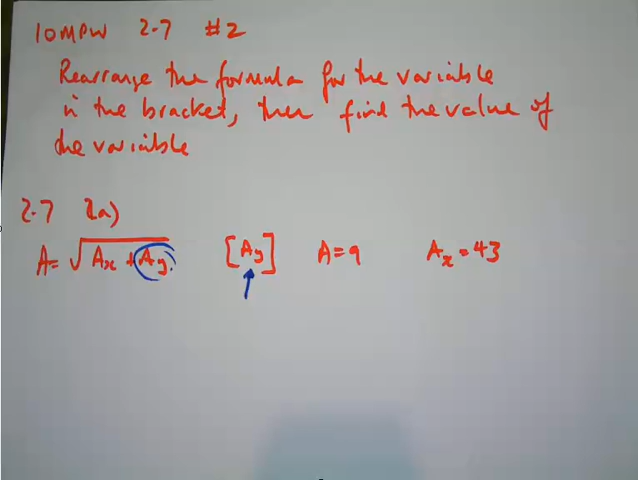 10MPW 2.7 #2
Rearrange the formula for the variable
in the bracket, then find the value of
the variable
2.7 2a)
A = √Ax + Ay [Ay] A = 9 Ax = 43